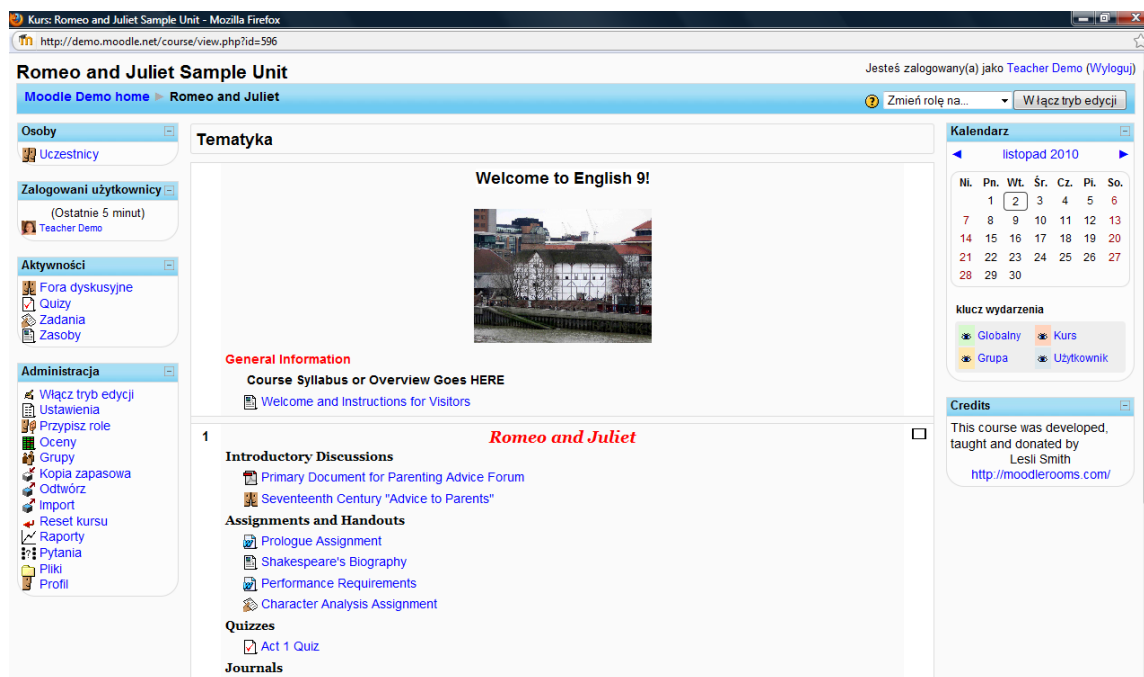 Kurs: Romeo and Juliet Sample Unit - Mozilla Firefox
http://demo.moodle.net/course/view.php?id=596
Romeo and Juliet Sample Unit
Jesteś zalogowany(a) jako Teacher Demo (Wyloguj)
Moodle Demo home ► Romeo and Juliet
Zmień rolę na...
Włącz tryb edycji
Osoby
Uczestnicy
Zalogowani użytkownicy
(Ostatnie 5 minut)
Teacher Demo
Aktywności
Fora dyskusyjne
Quizy
Zadania
Zasoby
Administracja
Włącz tryb edycji
Ustawienia
Przypisz role
Oceny
Grupy
Kopia zapasowa
Odtwórz
Import
Reset kursu
Raporty
Pytania
Pliki
Profil
Tematyka
Welcome to English 9!
General Information
Course Syllabus or Overview Goes HERE
Welcome and Instructions for Visitors
1
Romeo and Juliet
Introductory Discussions
Primary Document for Parenting Advice Forum
Seventeenth Century "Advice to Parents"
Assignments and Handouts
Prologue Assignment
Shakespeare's Biography
Performance Requirements
Character Analysis Assignment
Quizzes
Act 1 Quiz
Journals
Kalendarz
◄ listopad 2010 ►
Ni. Pn. Wt. Śr. Cz. Pi. So.
1 2 3 4 5 6
7 8 9 10 11 12 13
14 15 16 17 18 19 20
21 22 23 24 25 26 27
28 29 30
klucz wydarzenia
Globalny Kurs
Grupa Użytkownik
Credits
This course was developed,
taught and donated by
Lesli Smith
http://moodlerooms.com/